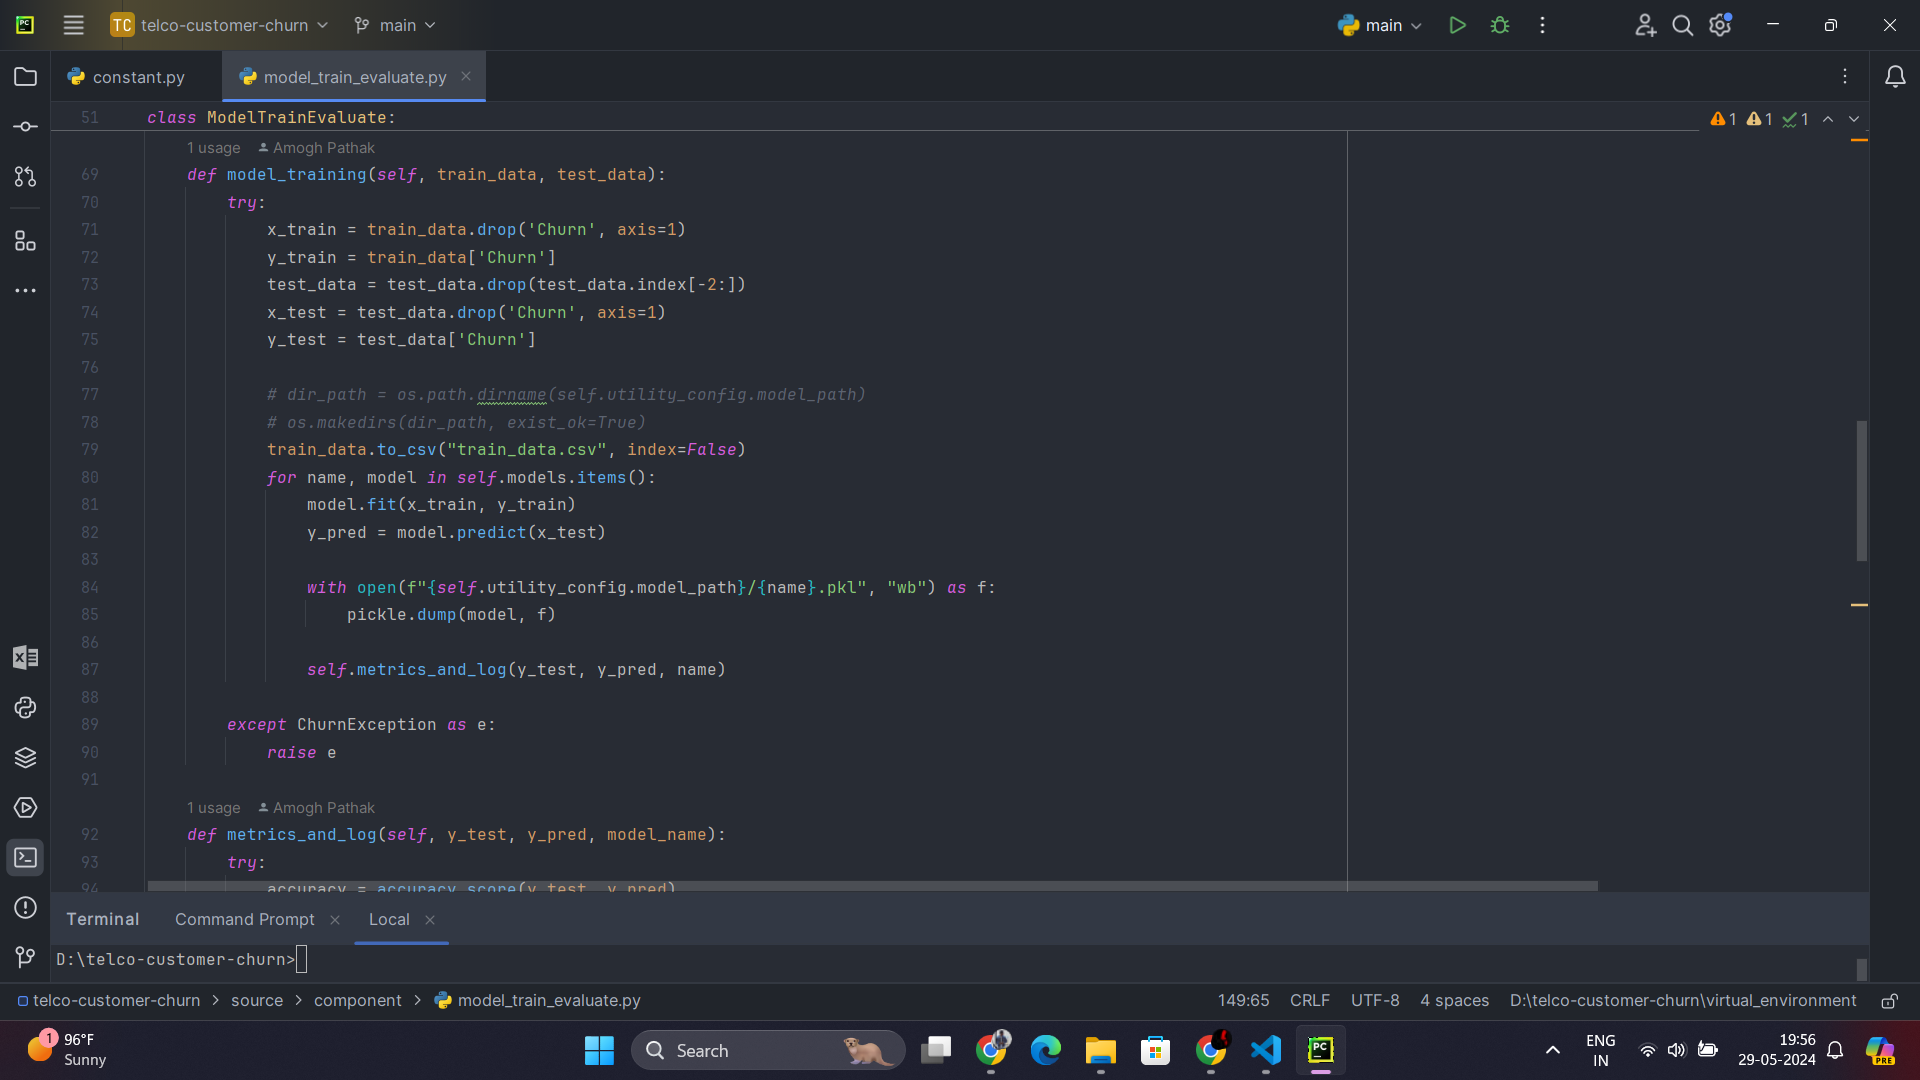 PC
TC telco-customer-churn
main
main
constant.py
model_train_evaluate.py
51 class ModelTrainEvaluate:
1 1 1
1 usage Amogh Pathak
69 def model_training(self, train_data, test_data):
70 try:
71 x_train = train_data.drop('Churn', axis=1)
72 y_train = train_data['Churn']
73 test_data = test_data.drop(test_data.index[-2:])
74 x_test = test_data.drop('Churn', axis=1)
75 y_test = test_data['Churn']
76
77 # dir_path = os.path.dirname(self.utility_config.model_path)
78 # os.makedirs(dir_path, exist_ok=True)
79 train_data.to_csv("train_data.csv", index=False)
80 for name, model in self.models.items():
81 model.fit(x_train, y_train)
82 y_pred = model.predict(x_test)
83
84 with open(f"{self.utility_config.model_path}/{name}.pkl", "wb") as f:
85 pickle.dump(model, f)
86
87 self.metrics_and_log(y_test, y_pred, name)
88
89 except ChurnException as e:
90 raise e
91
1 usage Amogh Pathak
92 def metrics_and_log(self, y_test, y_pred, model_name):
93 try:
94 accuracy = accuracy_score(y_test, y_pred)
Terminal Command Prompt Local
D:\telco-customer-churn>
telco-customer-churn > source > component > model_train_evaluate.py
149:65 CRLF UTF-8 4 spaces D:\telco-customer-churn\virtual_environment
1
96°F
Sunny
Search
PC
ENG
IN
19:56
29-05-2024
PRE